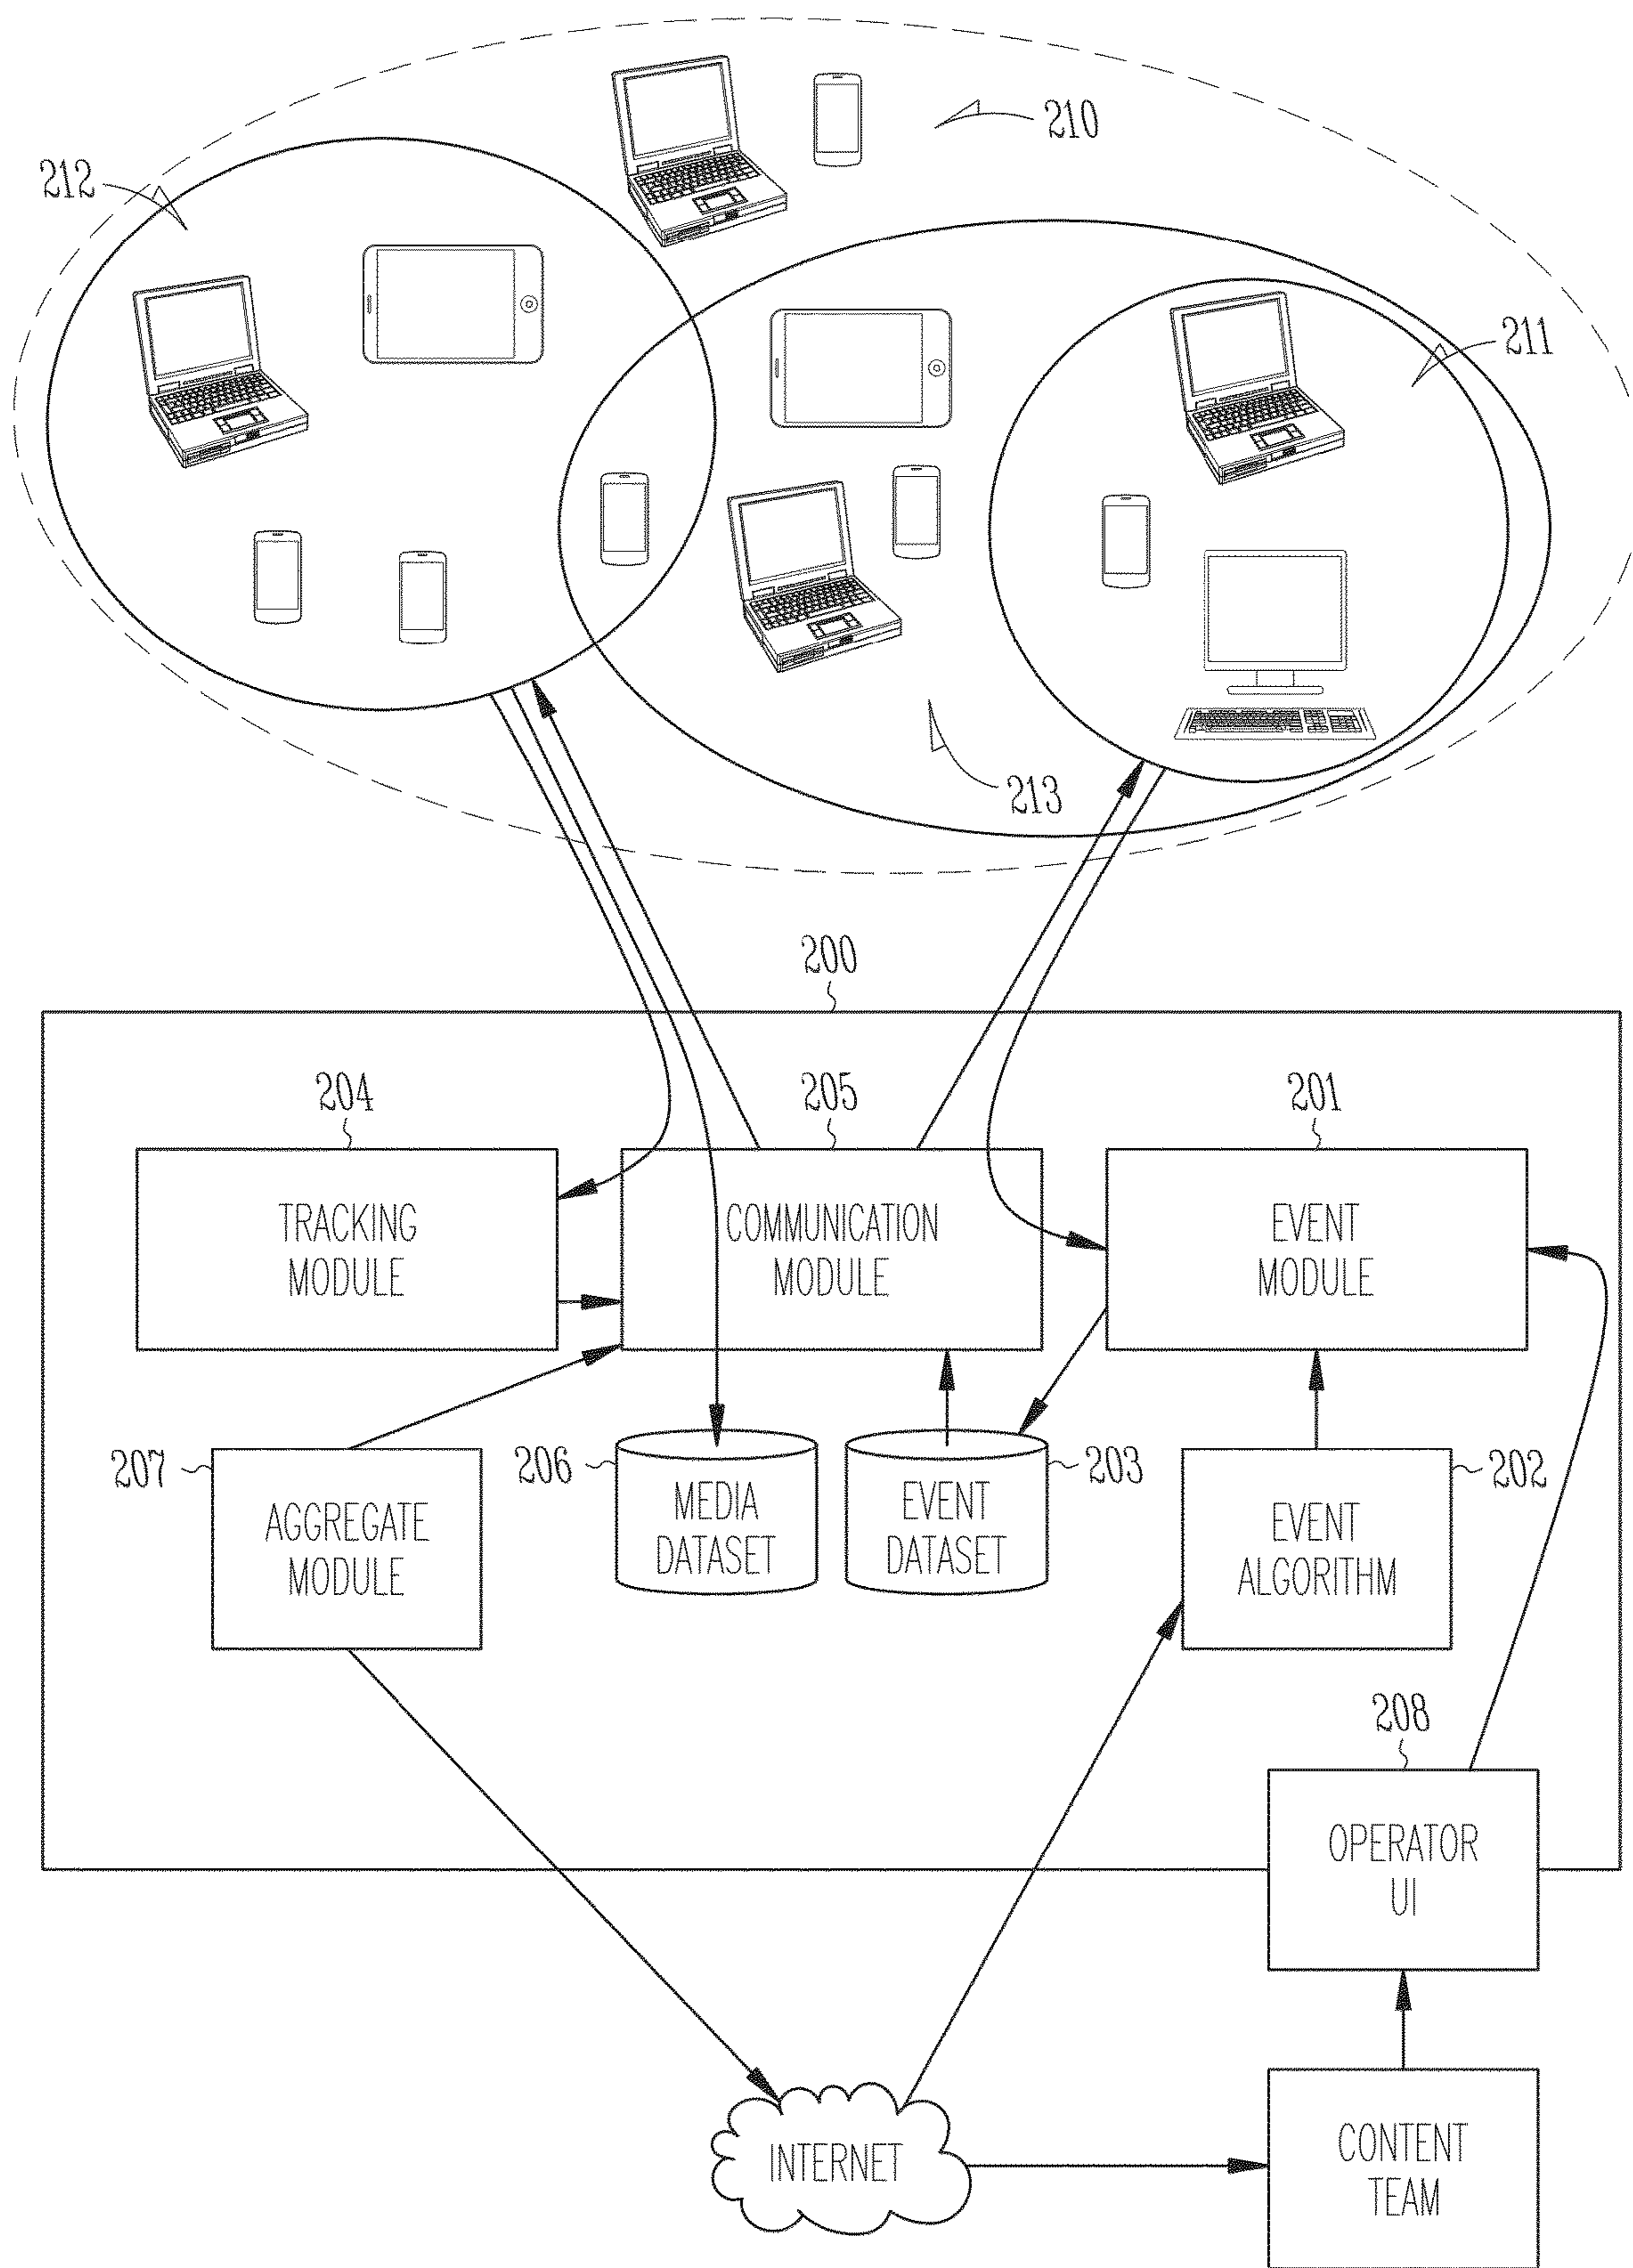 210
212
211
213
200
204
205
201
TRACKING
MODULE
COMMUNICATION
MODULE
EVENT
MODULE
207
206
203
202
AGGREGATE
MODULE
MEDIA
DATASET
EVENT
DATASET
EVENT
ALGORITHM
208
OPERATOR
UI
INTERNET
CONTENT
TEAM